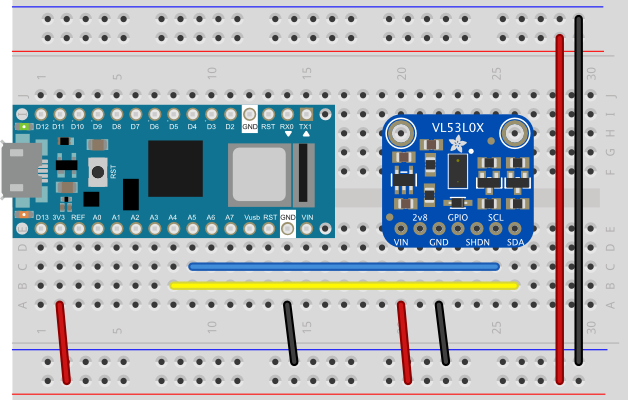 1 5 10 15 20 25 30
J J
I I
H H
G G
F F
D12 D11 D10 D9 D8 D7 D6 D5 D4 D3 D2 GND RST RX0 TX1
RST
D13 3V3 REF A0 A1 A2 A3 A4 A5 A6 A7 Vusb RST GND VIN
VL53L0X
2v8 GPIO SCL
VIN GND SHDN SDA
E
D D
C C
B B
A A
1 5 10 15 20 25 30